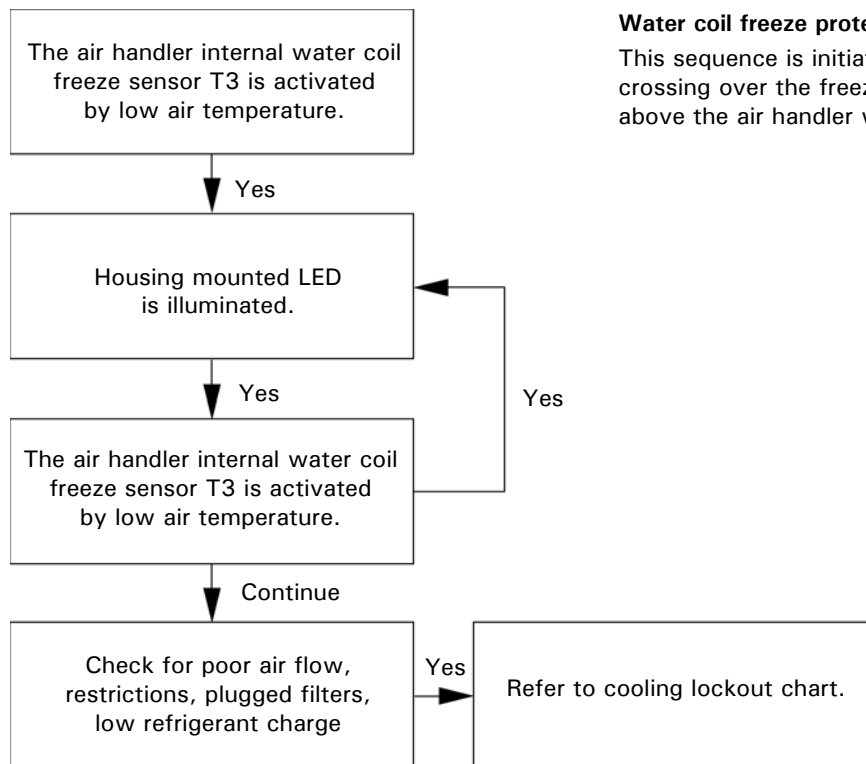 The air handler internal water coil
freeze sensor T3 is activated
by low air temperature.
Water coil freeze
This sequence is
crossing over the
above the air handler
Yes
Housing mounted LED
is illuminated.
Yes
Yes
The air handler internal water coil
freeze sensor T3 is activated
by low air temperature.
Continue
Check for poor air flow,
restrictions, plugged filters,
low refrigerant charge
Yes
Refer to cooling lockout chart.